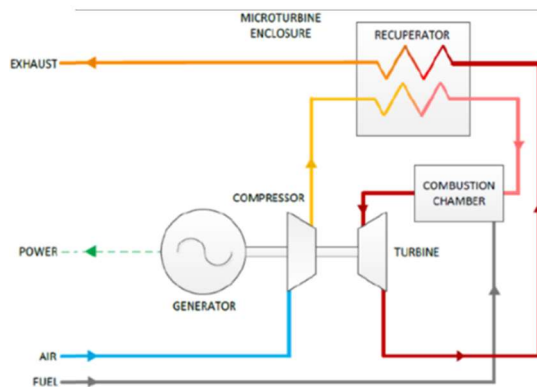 MICROTURBINE
ENCLOSURE
RECUPERATOR
EXHAUST
COMPRESSOR
COMBUSTION
CHAMBER
POWER
TURBINE
GENERATOR
AIR
FUEL